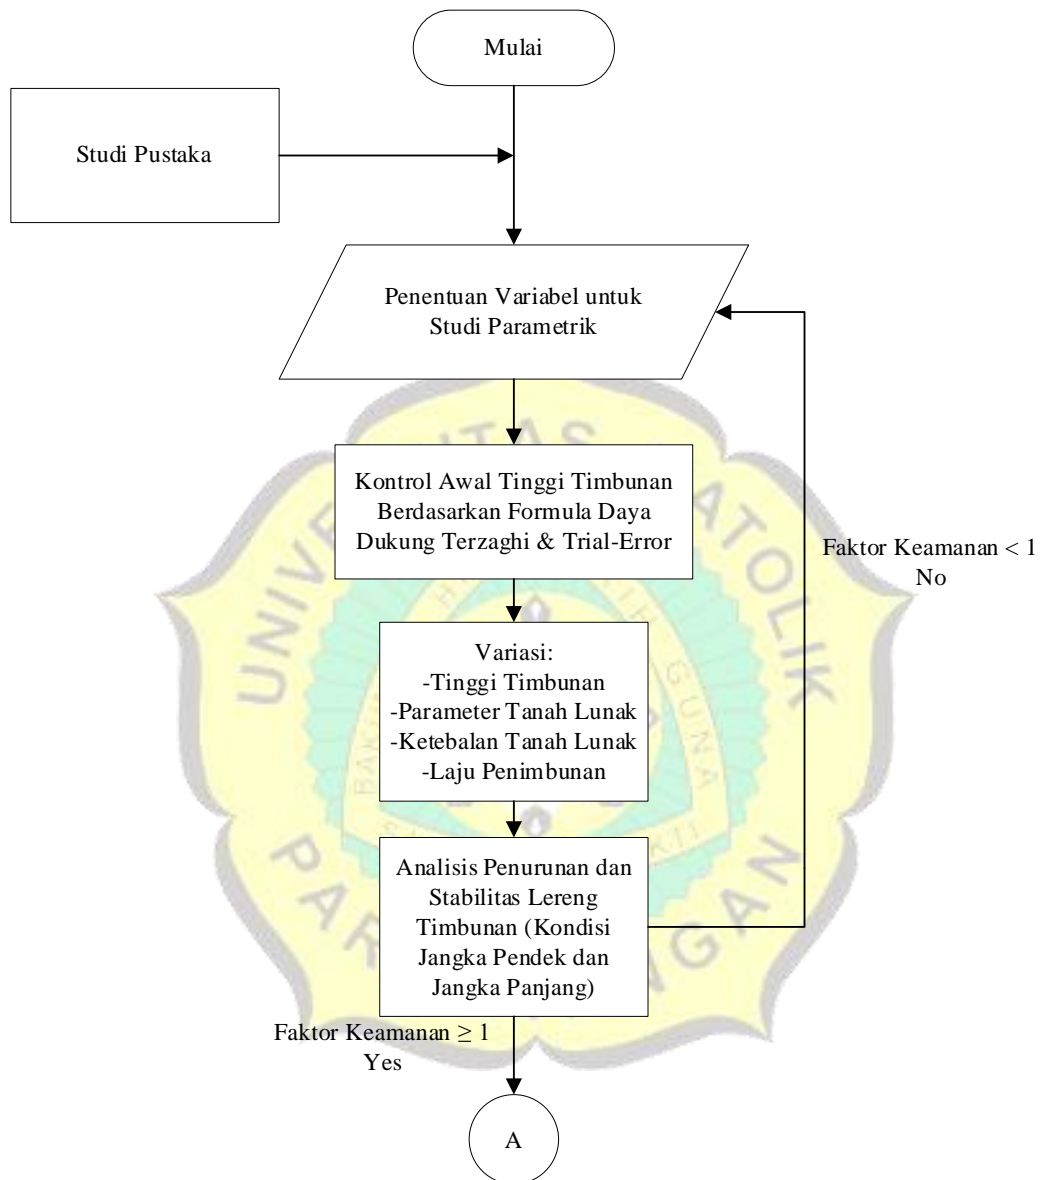 Mulai
Studi Pustaka
Penentuan Variabel untuk
Studi Parametrik
Kontrol Awal Tinggi Timbunan
Berdasarkan Formula Daya
Dukung Terzaghi & Trial-Error
Faktor Keamanan < 1
No
Variasi:
-Tinggi Timbunan
-Parameter Tanah Lunak
-Ketebalan Tanah Lunak
-Laju Penimbunan
Analisis Penurunan dan
Stabilitas Lereng
Timbunan (Kondisi
Jangka Pendek dan
Jangka Panjang)
Faktor Keamanan ≥ 1
Yes
A
GUNA